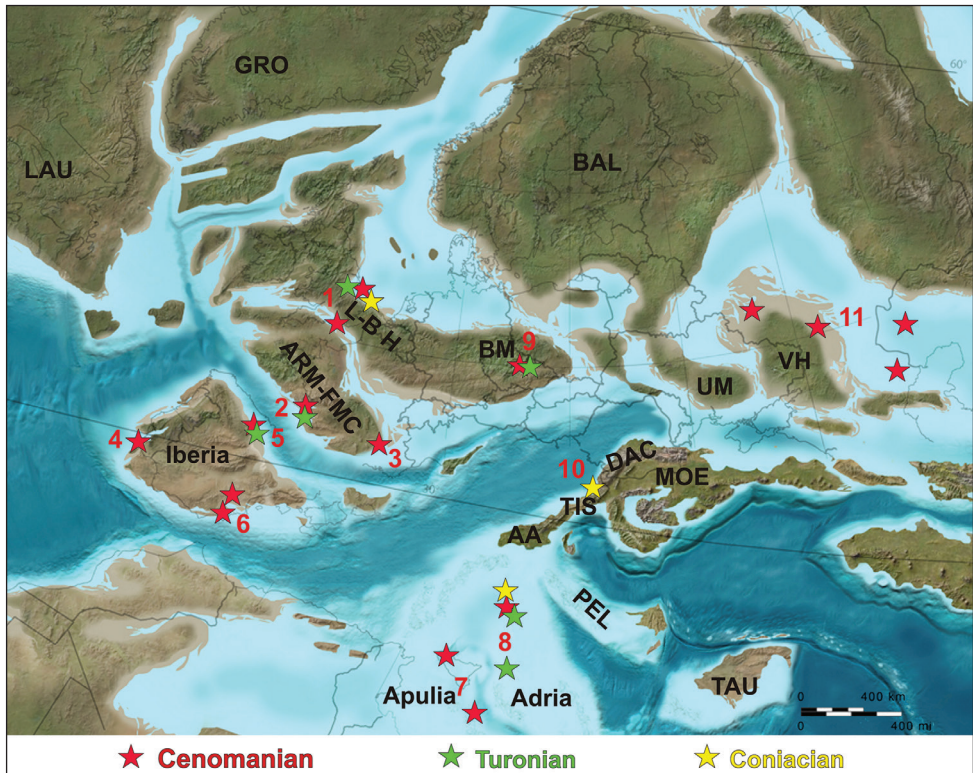 GRO
60°
LAU
BAL
1
L-B-H
9
BM
11
VH
UM
ARM-FMC
2
5
3
4
Iberia
6
10
DAC
MOE
TIS
AA
PEL
8
7
Apulia
Adria
TAU
0 400 km
0 400 mi
Cenomanian Turonian Coniacian